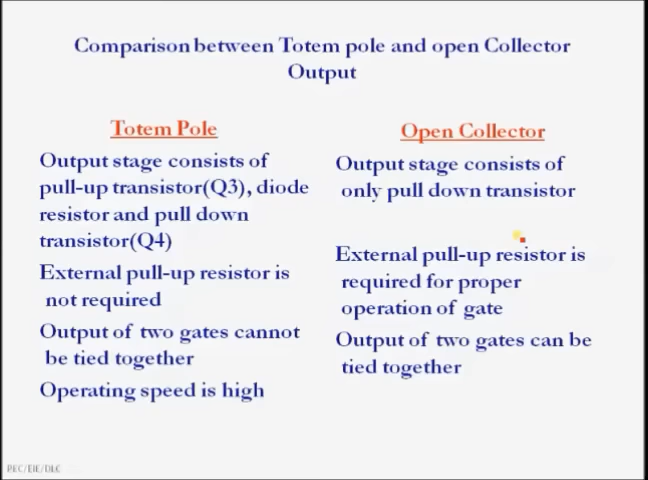 Comparison between Totem pole and open Collector
Output
Totem Pole
Output stage consists of
pull-up transistor(Q3), diode
resistor and pull down
transistor(Q4)
External pull-up resistor is
not required
Output of two gates cannot
be tied together
Operating speed is high
Open Collector
Output stage consists of
only pull down transistor
External pull-up resistor is
required for proper
operation of gate
Output of two gates can be
tied together
PEC/EIE/DLC